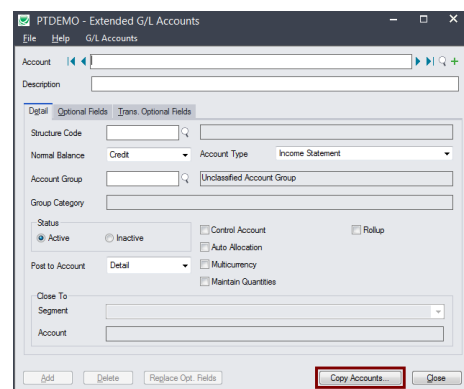 PTDEMO - Extended G/L Accounts
File Help G/L Accounts
Account
Description
Detail Optional Fields Trans. Optional Fields
Structure Code
Normal Balance Credit Account Type Income Statement
Account Group Unclassified Account Group
Group Category
Status
Active Inactive Control Account Rollup
Auto Allocation
Post to Account Detail Multicurrency
Maintain Quantities
Close To
Segment
Account
Add Delete Replace Opt. Fields Copy Accounts... Close